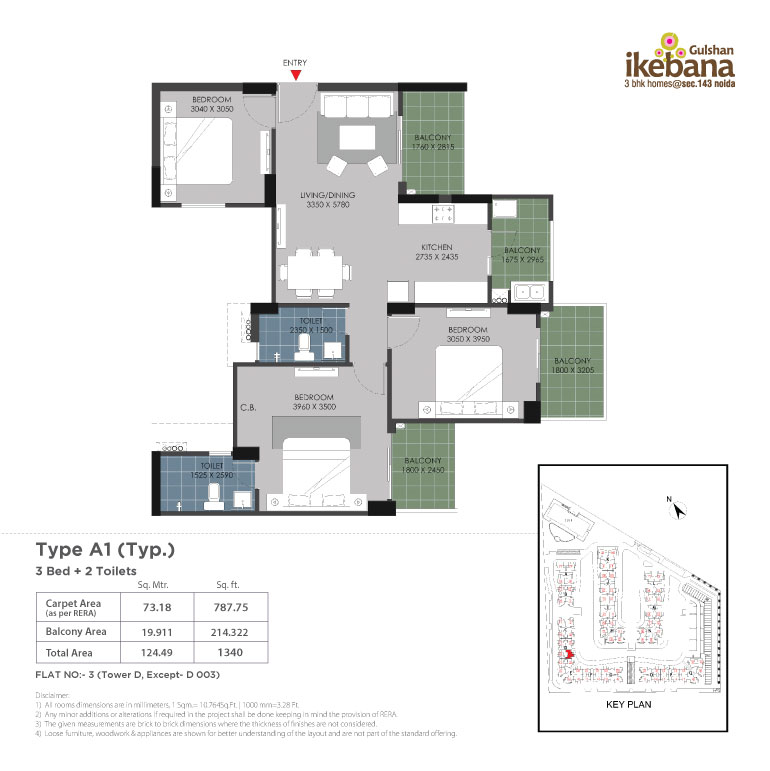 Gulshan
ikebana
3 bhk homes@sec.143 noida
ENTRY
BEDROOM
3040 X 3050
BALCONY
1760 X 2815
LIVING/DINING
3350 X 5780
KITCHEN
2735 X 2435
BALCONY
1675 X 2965
TOILET
2350 X 1500
BEDROOM
3050 X 3950
BALCONY
1800 X 3205
BEDROOM
3960 X 3500
C.B.
BALCONY
1800 X 2450
TOILET
1525 X 2590
N
KEY PLAN
Type A1 (Typ.)
3 Bed + 2 Toilets
Sq. Mtr. Sq. ft.
Carpet Area
(as per RERA) 73.18 787.75
Balcony Area 19.911 214.322
Total Area 124.49 1340
FLAT NO:- 3 (Tower D, Except- D 003)
Disclaimer:
1) All rooms dimensions are in millimeters, 1 Sqm.= 10.7645q.Ft. | 1000 mm=3.28 Ft.
2) Any minor additions or alterations if required in the project shall be done keeping in mind the provision of RERA.
3) The given measurements are brick to brick dimensions where the thickness of finishes are not considered.
4) Loose furniture, woodwork & appliances are shown for better understanding of the layout and are not part of the standard offering.